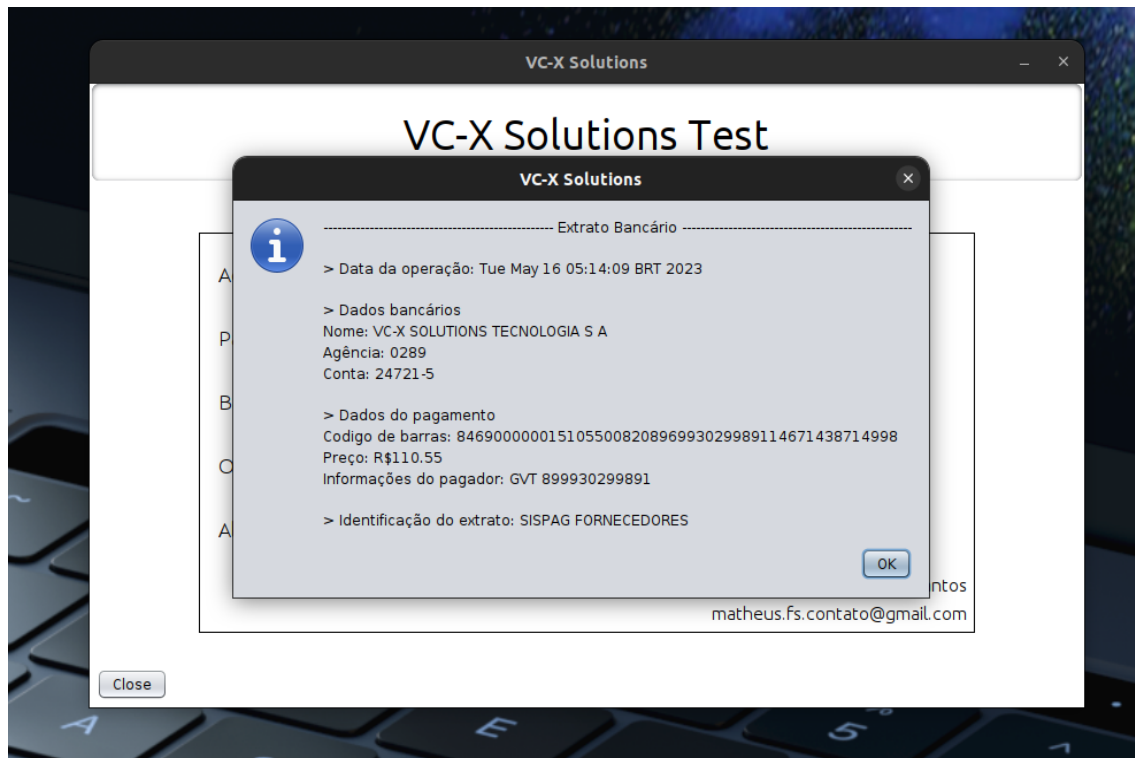 VC-X Solutions
VC-X Solutions Test
VC-X Solutions
---------------------------------------------------- Extrato Bancário ----------------------------------------------------
> Data da operação: Tue May 16 05:14:09 BRT 2023
> Dados bancários
Nome: VC-X SOLUTIONS TECNOLOGIA S A
Agência: 0289
Conta: 24721-5
> Dados do pagamento
Codigo de barras: 846900000015105500820896993029989114671438714998
Preço: R$110.55
Informações do pagador: GVT 899930299891
> Identificação do extrato: SISPAG FORNECEDORES
OK
matheus.fs.contato@gmail.com
Close
A
E
5